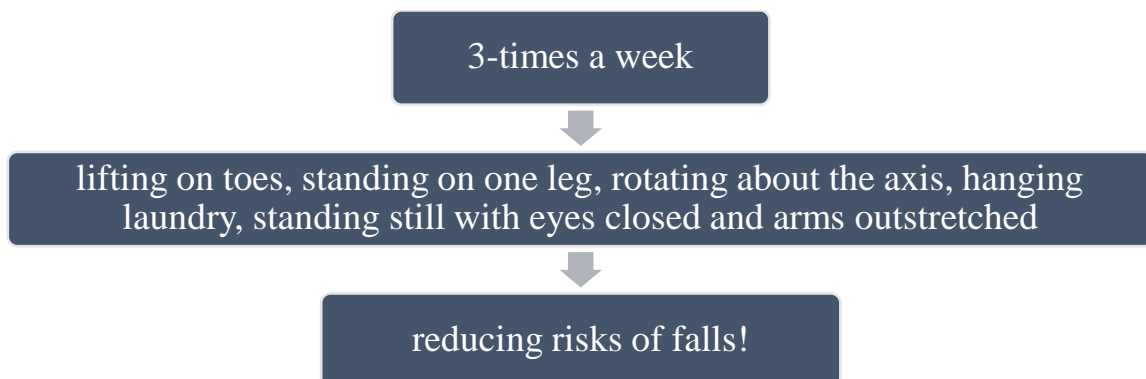 3-times a week
lifting on toes, standing on one leg, rotating about the axis, hanging
laundry, standing still with eyes closed and arms outstretched
reducing risks of falls!